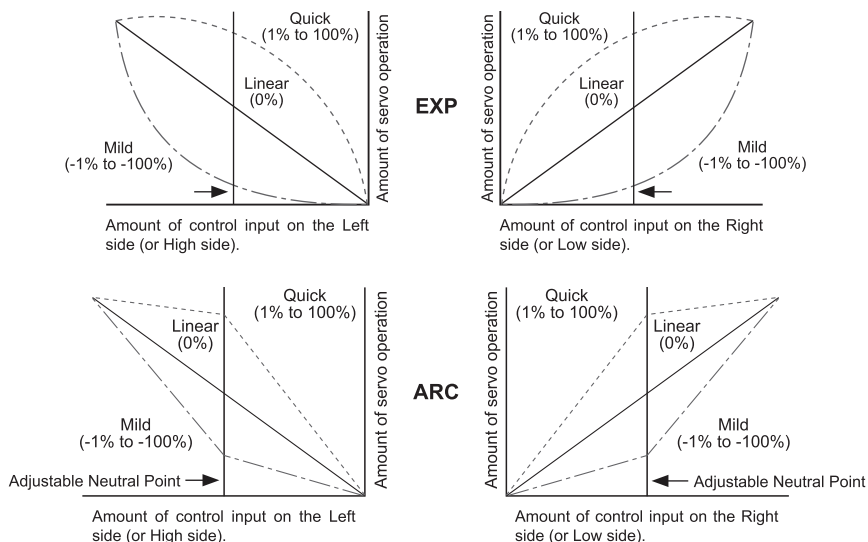 Quick
(1% to 100%)
Linear
(0%)
Mild
(-1% to -100%)
Amount of servo operation
Amount of control input on the Left
side (or High side).
EXP
Amount of servo operation
Quick
(1% to 100%)
Linear
(0%)
Mild
(-1% to -100%)
Amount of control input on the Right
side (or Low side).
Quick
(1% to 100%)
Linear
(0%)
Mild
(-1% to -100%)
Adjustable Neutral Point
Amount of servo operation
Amount of control input on the Left
side (or High side).
ARC
Amount of servo operation
Quick
(1% to 100%)
Linear
(0%)
Mild
(-1% to -100%)
Adjustable Neutral Point
Amount of control input on the Right
side (or Low side).